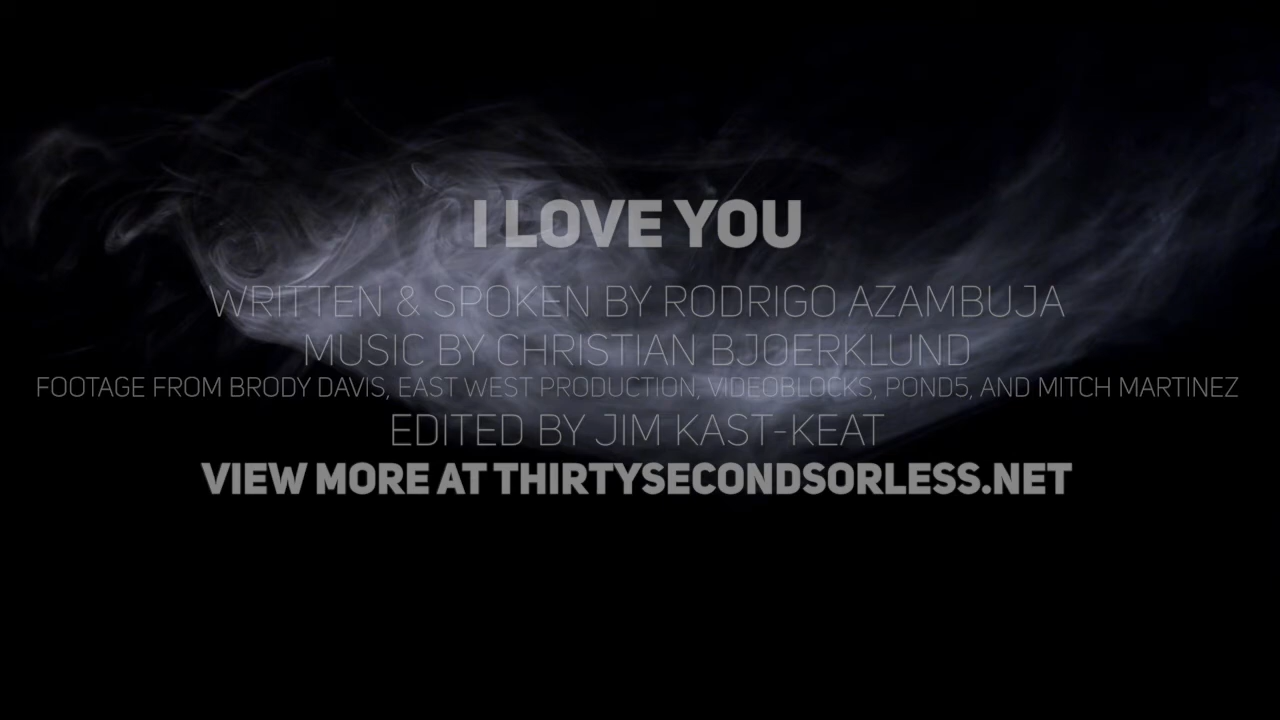 I LOVE YOU
WRITTEN & SPOKEN BY RODRIGO AZAMBUJA
MUSIC BY CHRISTIAN BJOERKLUND
FOOTAGE FROM BRODY DAVIS, EAST WEST PRODUCTION, VIDEOBLOCKS, POND5, AND MITCH MARTINEZ
EDITED BY JIM KAST-KEAT
VIEW MORE AT THIRTYSECONDSORLESS.NET